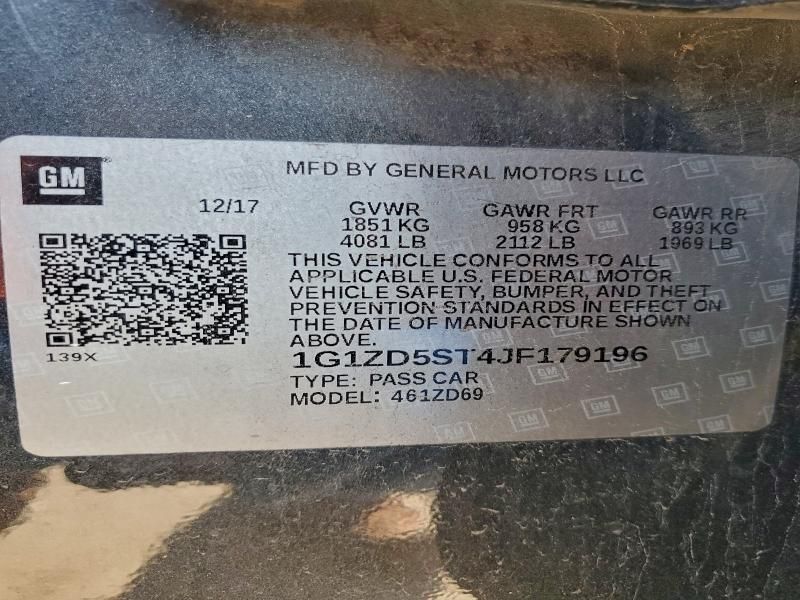 GM
MFD BY GENERAL MOTORS LLC
12/17
GVWR GAWR FRT GAWR RR
1851 KG 958 KG 893 KG
4081 LB 2112 LB 1969 LB
THIS VEHICLE CONFORMS TO ALL
APPLICABLE U.S. FEDERAL MOTOR
VEHICLE SAFETY, BUMPER, AND THEFT
PREVENTION STANDARDS IN EFFECT ON
THE DATE OF MANUFACTURE SHOWN
ABOVE.
139X
1G1ZD5ST4JF179196
TYPE: PASS CAR
MODEL: 461ZD69